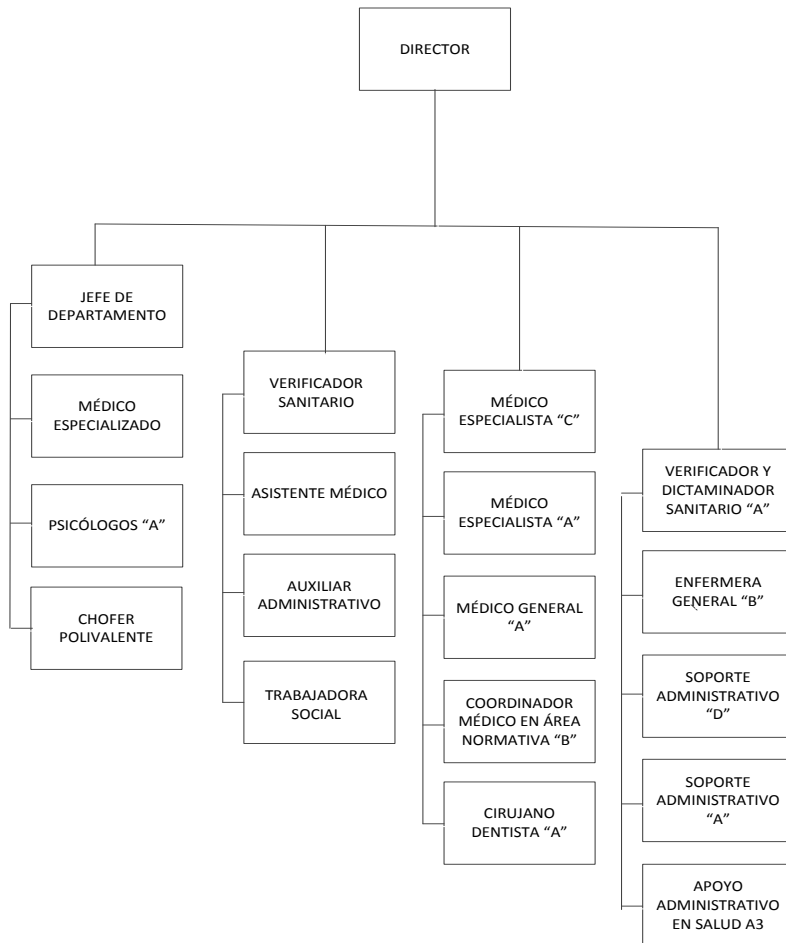 DIRECTOR
JEFE DE
DEPARTAMENTO
MÉDICO
ESPECIALIZADO
PSICÓLOGOS “A”
CHOFER
POLIVALENTE
VERIFICADOR
SANITARIO
ASISTENTE MÉDICO
AUXILIAR
ADMINISTRATIVO
TRABAJADORA
SOCIAL
MÉDICO
ESPECIALISTA “C”
MÉDICO
ESPECIALISTA “A”
MÉDICO GENERAL
“A”
COORDINADOR
MÉDICO EN ÁREA
NORMATIVA “B”
CIRUJANO
DENTISTA “A”
VERIFICADOR Y
DICTAMINADOR
SANITARIO “A”
ENFERMERA
GENERAL “B”
SOPORTE
ADMINISTRATIVO
“D”
SOPORTE
ADMINISTRATIVO
“A”
APOYO
ADMINISTRATIVO
EN SALUD A3